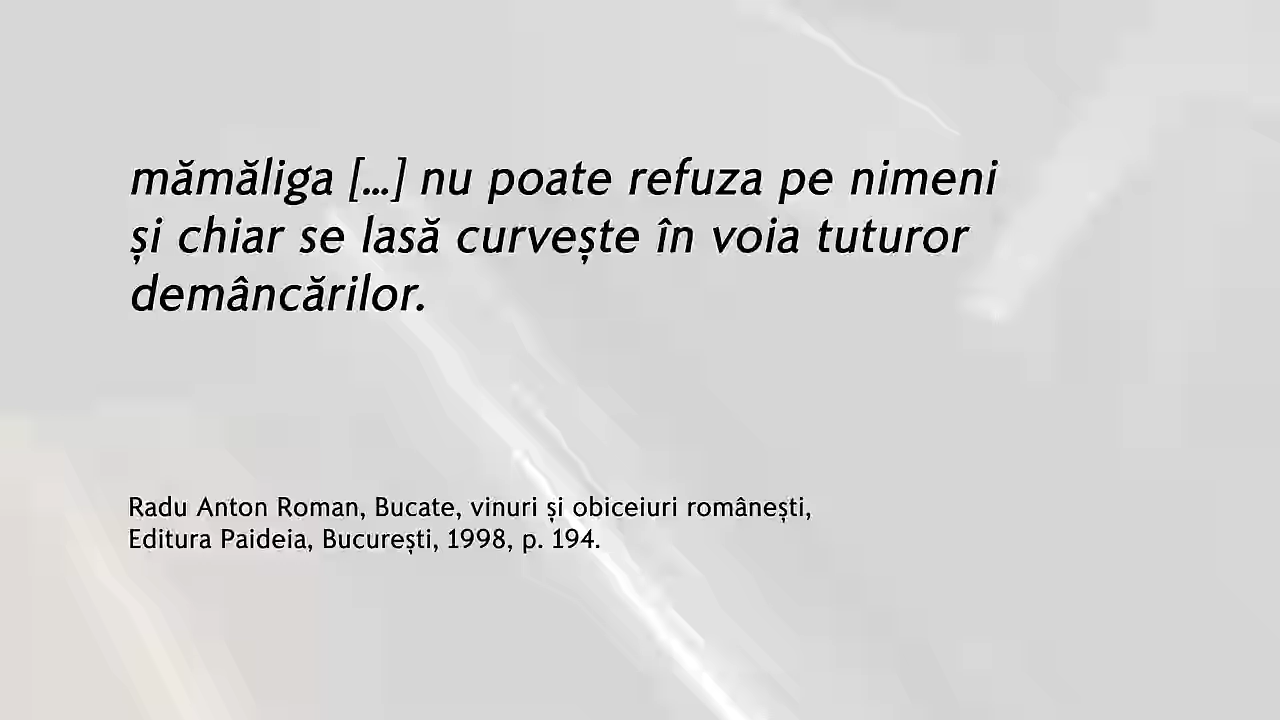 mămăliga [...] nu poate refuza pe nimeni
și chiar se lasă curvește în voia tuturor
demâncărilor.
Radu Anton Roman, Bucate, vinuri și obiceiuri românești,
Editura Paideia, București, 1998, p. 194.